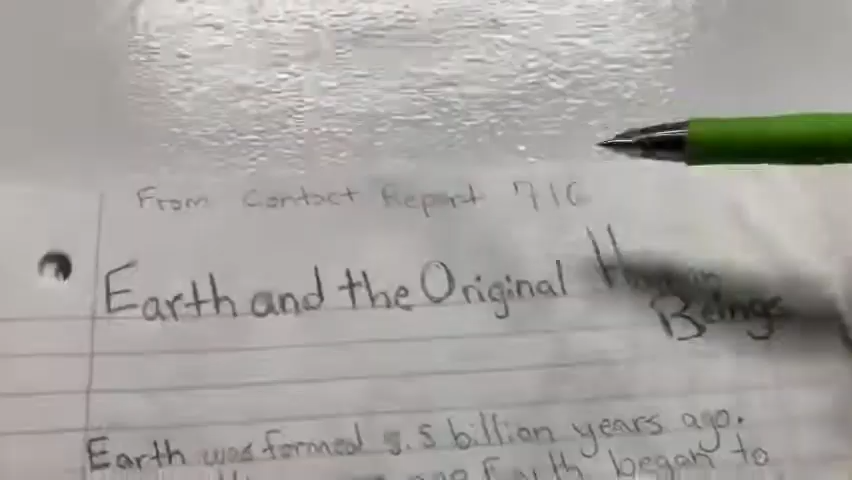 From Contact Report 716
Earth and the Original Human
Beings
Earth was formed 5.5 billion years ago.
ago Earth began to